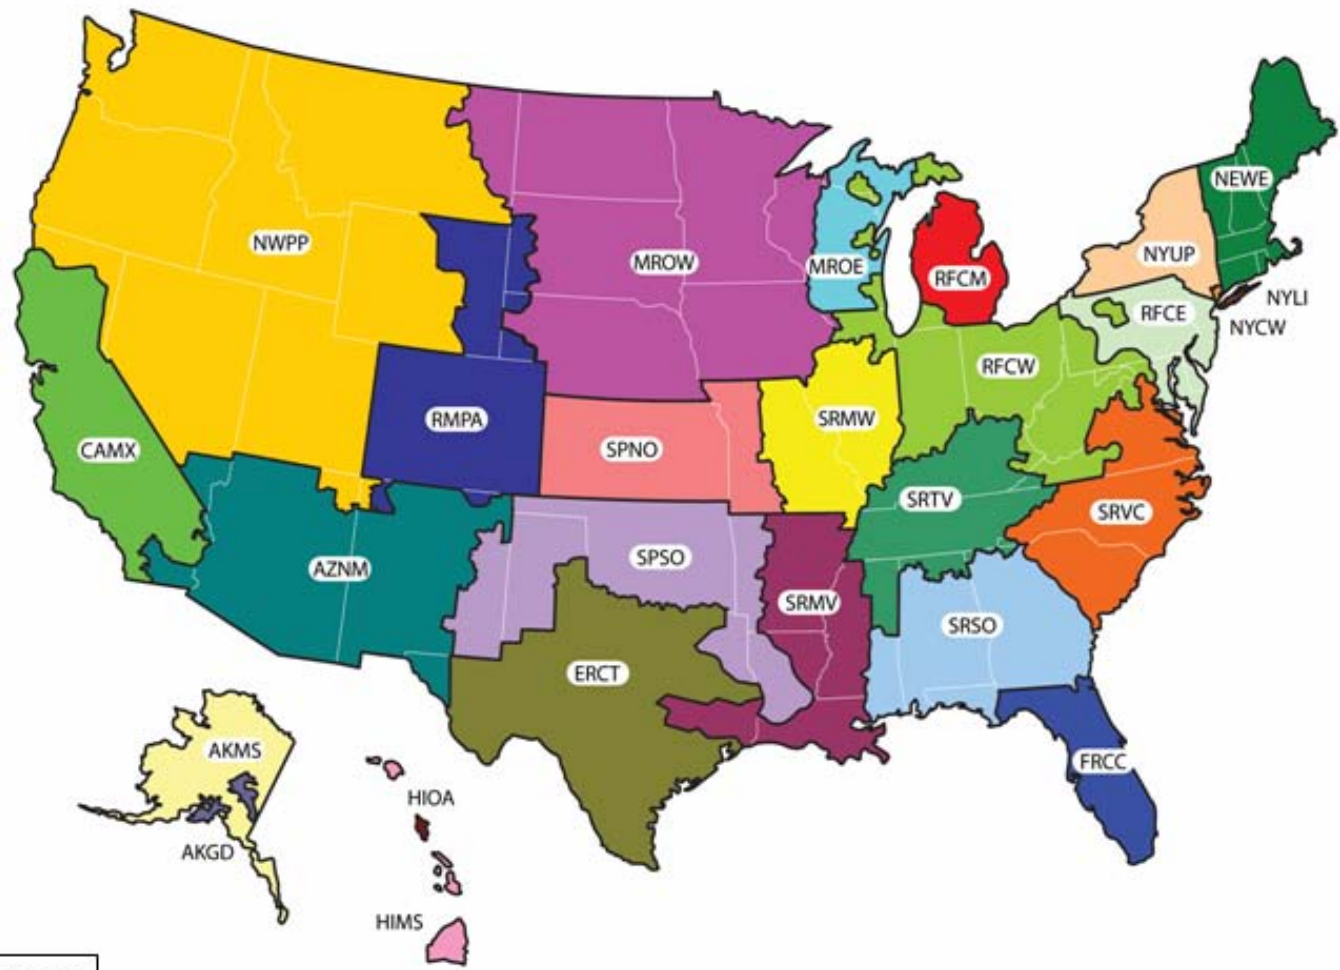 NEWE
NWPP
NYUP
MROW
MROE
RFCM
NYLI
RFCE
NYCW
RFCW
RMPA
SRMW
CAMX
SPNO
SRTV
SRVC
SPSO
AZNM
SRMV
SRSO
ERCT
AKMS
FRCC
HIOA
AKGD
HIMS